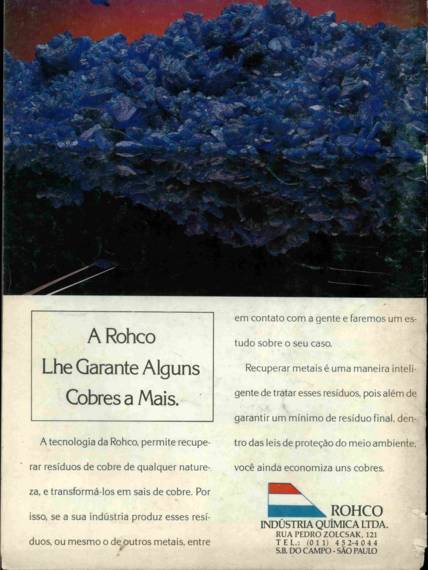 A Rohco
Lhe Garante Alguns
Cobres a Mais.
A tecnologia da Rohco, permite recupe-
rar resíduos de cobre de qualquer nature-
za, e transformá-los em sais de cobre. Por
isso, se a sua indústria produz esses resí-
duos, ou mesmo o de outros metais, entre
em contato com a gente e faremos um es-
tudo sobre o seu caso.
Recuperar metais é uma maneira inteli-
gente de tratar esses resíduos, pois além de
garantir um mínimo de resíduo final, den-
tro das leis de proteção do meio ambiente,
você ainda economiza uns cobres.
ROHCO
INDÚSTRIA QUÍMICA LTDA.
RUA PEDRO ZOLCSAK, 121
TEL.: (011) 452-4044
S.B. DO CAMPO - SÃO PAULO